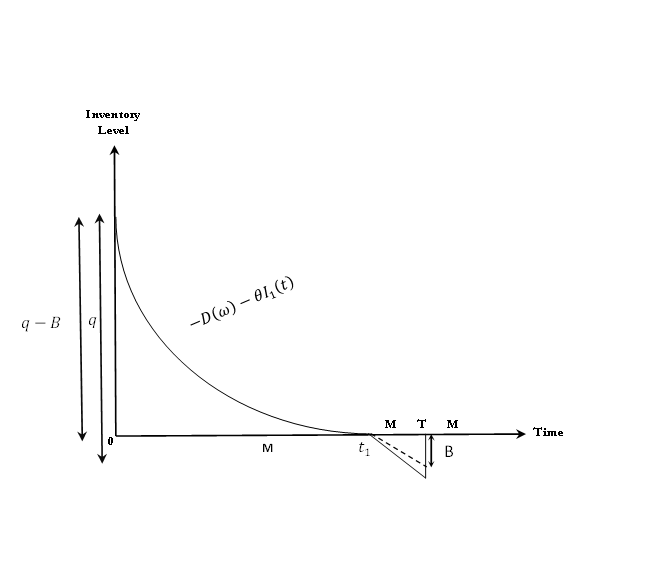 Inventory
Level
−D(ω) − θI₁(t)
q − B
q
M T M
Time
0
M
t₁
B